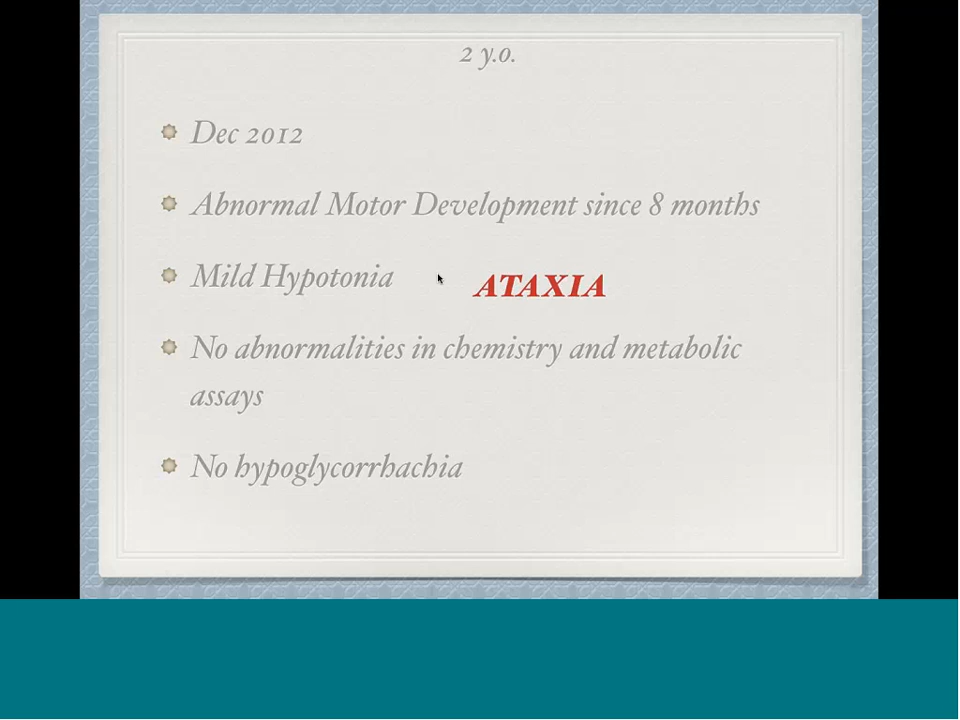 2 y.o.
Dec 2012
Abnormal Motor Development since 8 months
Mild Hypotonia
ATAXIA
No abnormalities in chemistry and metabolic
assays
No hypoglycorrhachia